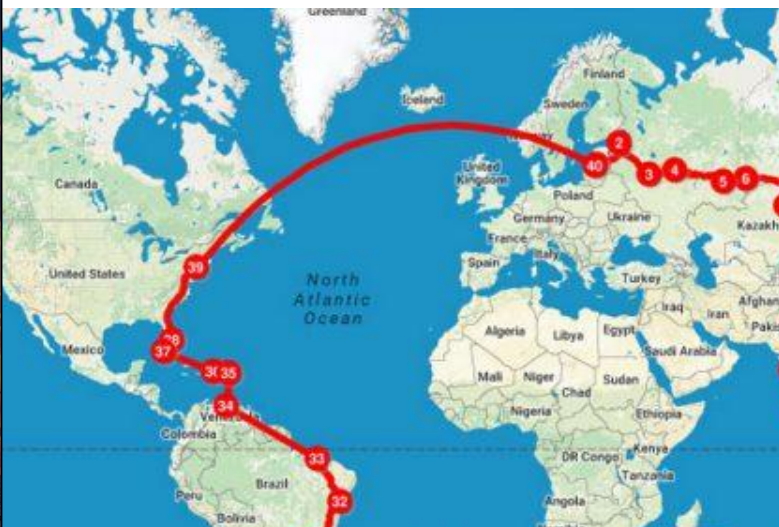 Greenland
Iceland
Finland
Sweden
Norway
2
40
3
4
5
6
United
Kingdom
Canada
Poland
Germany
Ukraine
Kazakh
France
Italy
Spain
Turkey
39
United States
North
Atlantic
Ocean
Iraq
Iran
Afghan
Pakis
37
Mexico
Algeria
Libya
Egypt
Saudi Arabia
35
Mali
Niger
Chad
Sudan
34
Nigeria
Ethiopia
Colombia
33
DR Congo
Kenya
Tanzania
Brazil
32
Peru
Angola
Bolivia